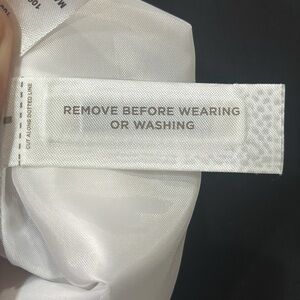 REMOVE BEFORE WEARING
OR WASHING
CUT ALONG DOTTED LINE